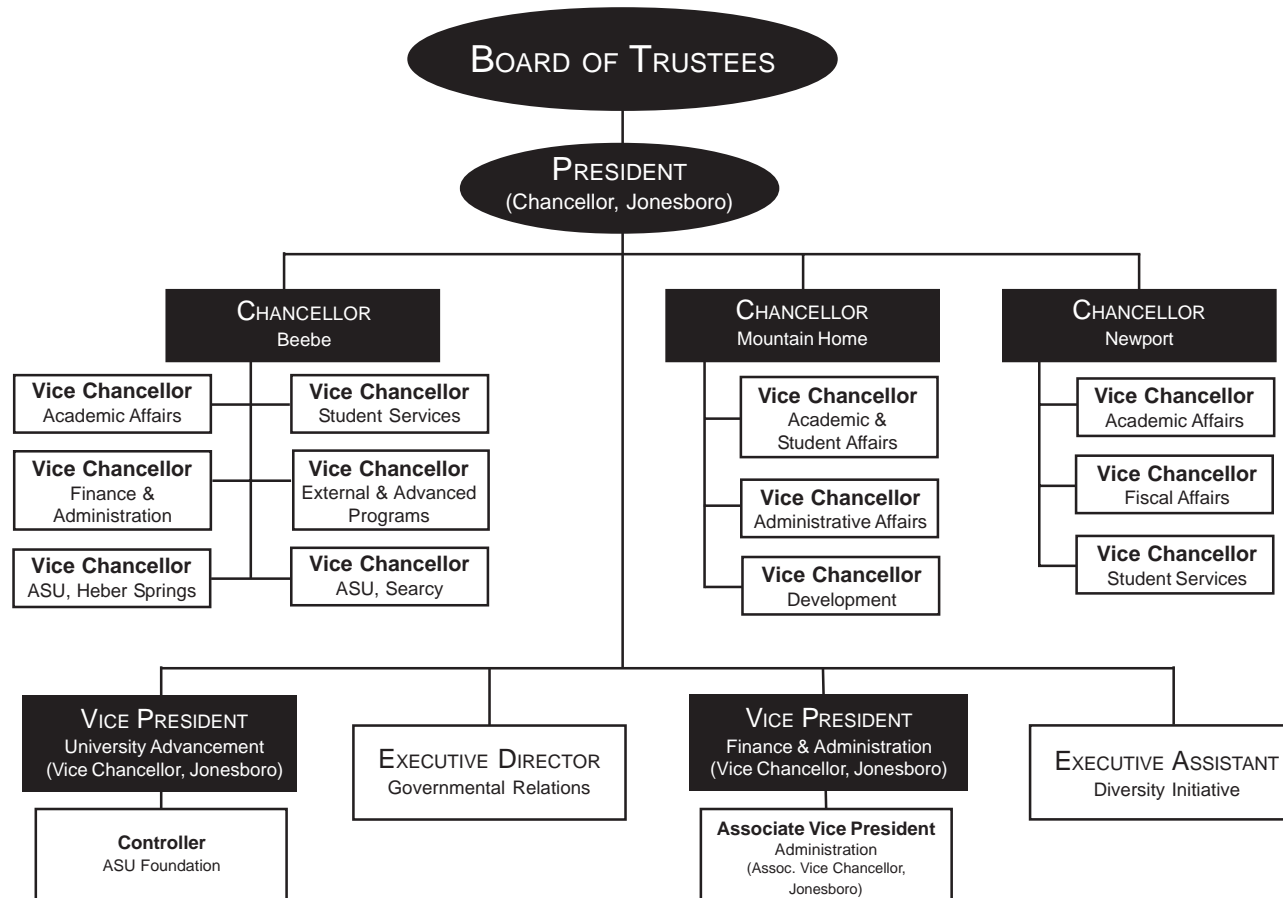 BOARD OF TRUSTEES
PRESIDENT
(Chancellor, Jonesboro)
CHANCELLOR
Beebe
CHANCELLOR
Mountain Home
CHANCELLOR
Newport
Vice Chancellor
Academic Affairs
Vice Chancellor
Student Services
Vice Chancellor
Finance &
Administration
Vice Chancellor
External & Advanced
Programs
Vice Chancellor
ASU, Heber Springs
Vice Chancellor
ASU, Searcy
Vice Chancellor
Academic &
Student Affairs
Vice Chancellor
Administrative Affairs
Vice Chancellor
Development
Vice Chancellor
Academic Affairs
Vice Chancellor
Fiscal Affairs
Vice Chancellor
Student Services
VICE PRESIDENT
University Advancement
(Vice Chancellor, Jonesboro)
Controller
ASU Foundation
EXECUTIVE DIRECTOR
Governmental Relations
VICE PRESIDENT
Finance & Administration
(Vice Chancellor, Jonesboro)
Associate Vice President
Administration
(Assoc. Vice Chancellor,
Jonesboro)
EXECUTIVE ASSISTANT
Diversity Initiative